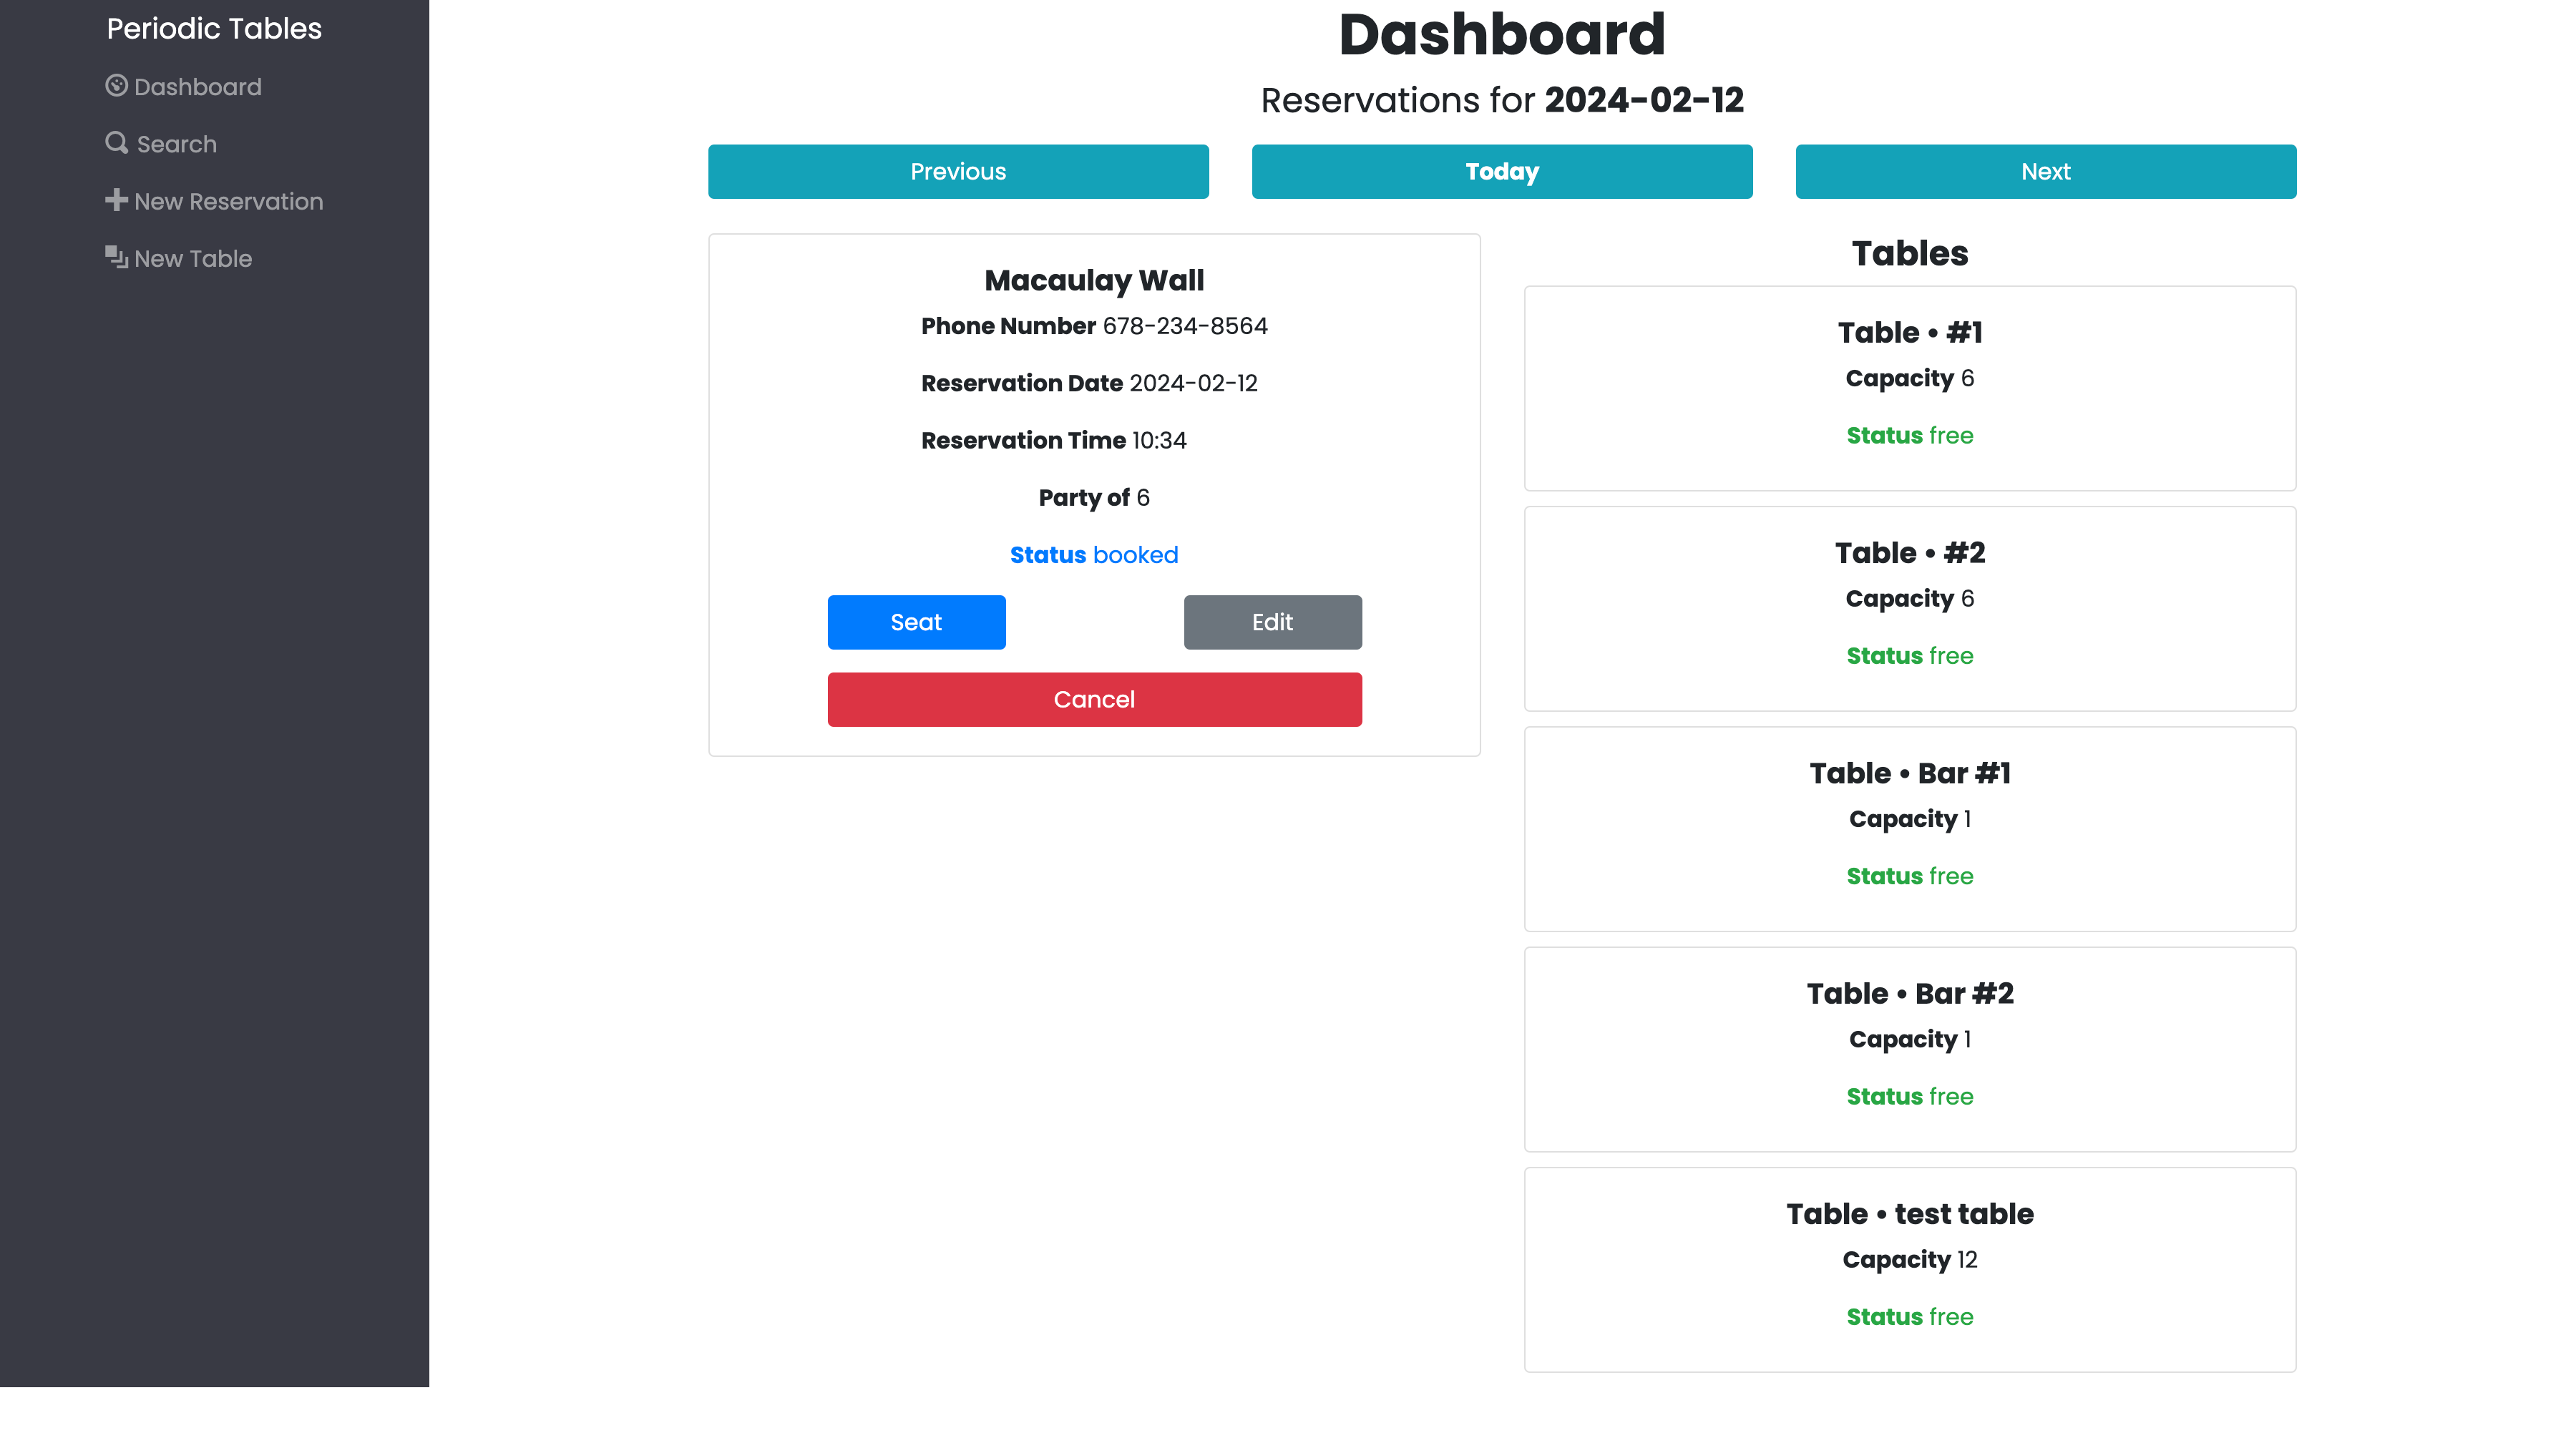 Periodic Tables
Dashboard
Search
New Reservation
New Table
Dashboard
Reservations for 2024-02-12
Previous
Today
Next
Macaulay Wall
Phone Number 678-234-8564
Reservation Date 2024-02-12
Reservation Time 10:34
Party of 6
Status booked
Seat
Edit
Cancel
Tables
Table • #1
Capacity 6
Status free
Table • #2
Capacity 6
Status free
Table • Bar #1
Capacity 1
Status free
Table • Bar #2
Capacity 1
Status free
Table • test table
Capacity 12
Status free